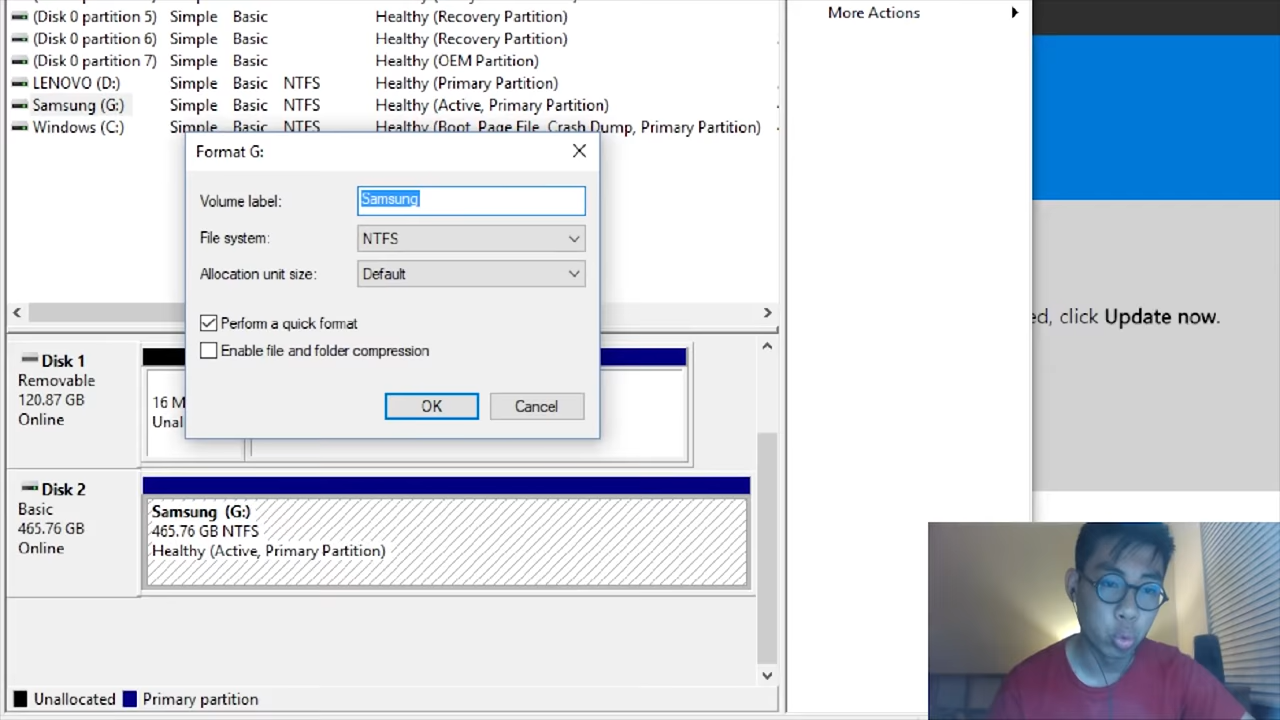 More Actions
(Disk 0 partition 5) Simple Basic Healthy (Recovery Partition)
(Disk 0 partition 6) Simple Basic Healthy (Recovery Partition)
(Disk 0 partition 7) Simple Basic Healthy (OEM Partition)
LENOVO (D:) Simple Basic NTFS Healthy (Primary Partition)
Samsung (G:) Simple Basic NTFS Healthy (Active, Primary Partition)
Windows (C:) Simple Basic NTFS Healthy (Boot, Page File, Crash Dump, Primary Partition)
Format G:
Volume label: Samsung
File system: NTFS
Allocation unit size: Default
Perform a quick format
Enable file and folder compression
OK Cancel
ed, click Update now.
Disk 1
Removable
120.87 GB
Online
16 M
Unal
Disk 2
Basic
465.76 GB
Online
Samsung (G:)
465.76 GB NTFS
Healthy (Active, Primary Partition)
Unallocated Primary partition